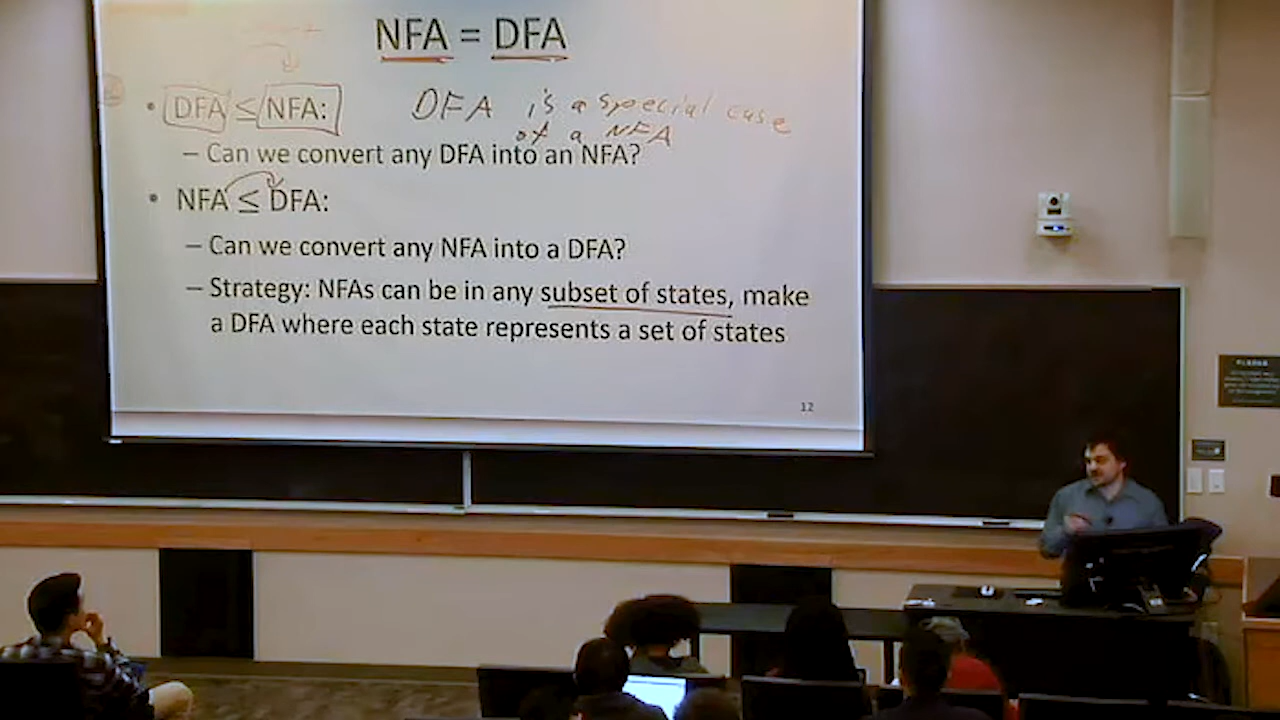 NFA = DFA
• DFA ≤ NFA: DFA is a special case
of a NFA
– Can we convert any DFA into an NFA?
• NFA ≤ DFA:
– Can we convert any NFA into a DFA?
– Strategy: NFAs can be in any subset of states, make
a DFA where each state represents a set of states
12